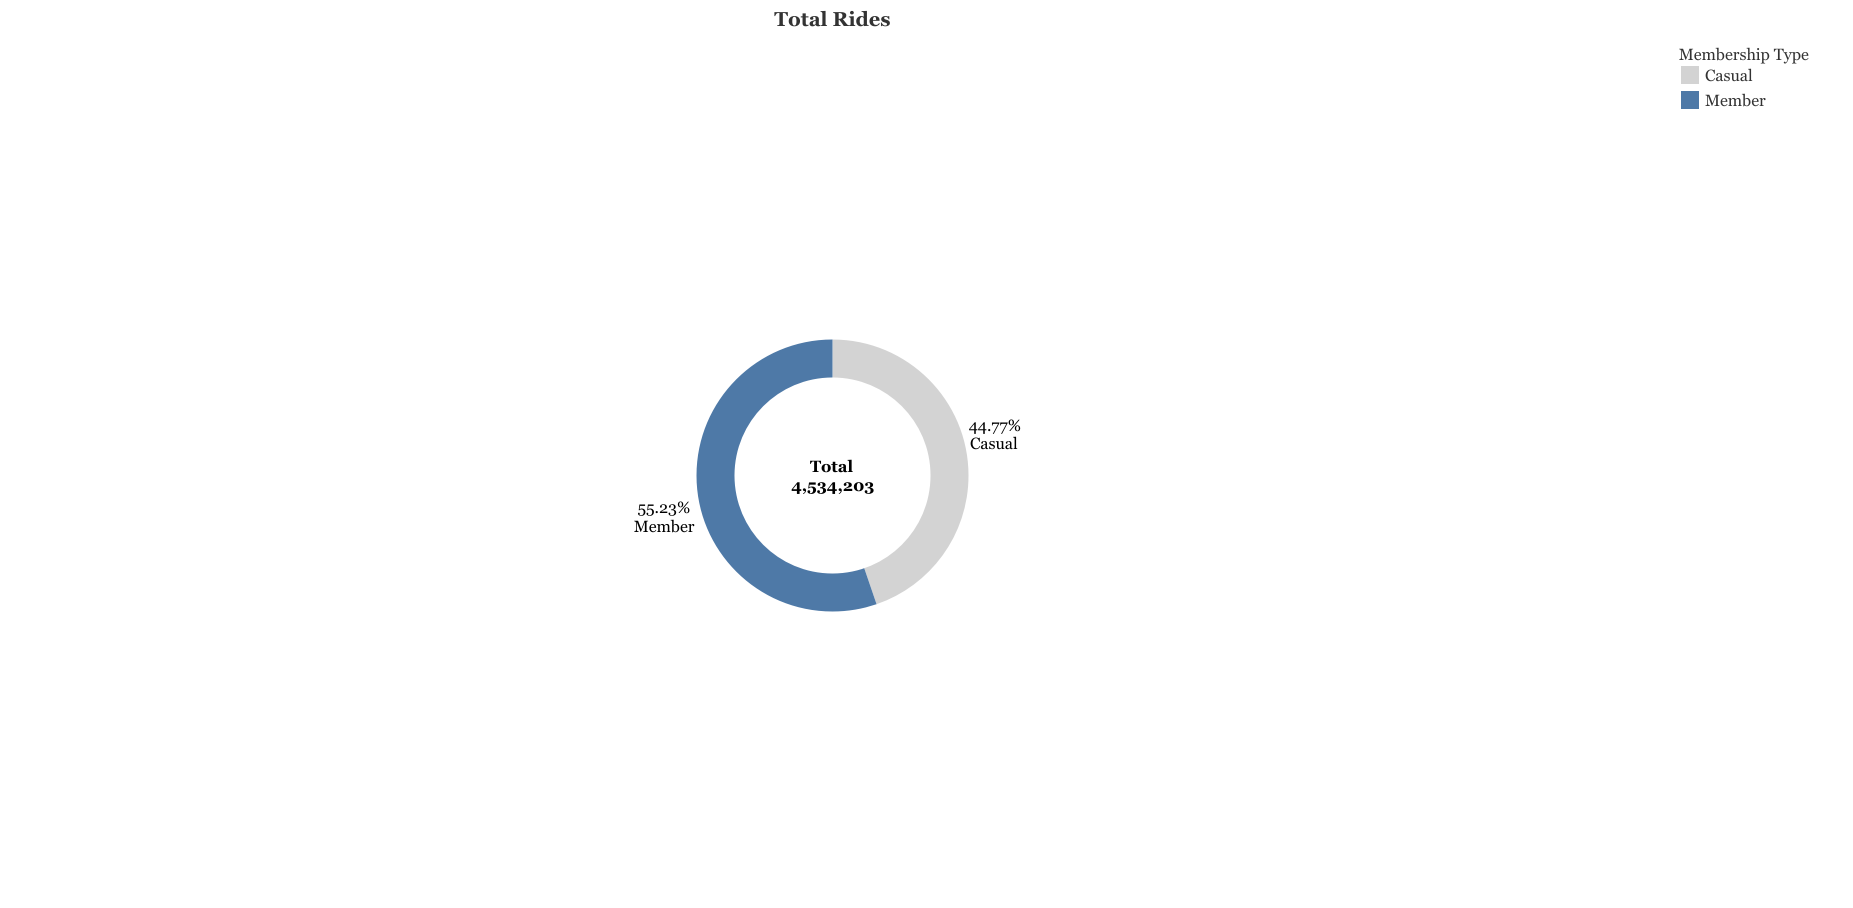 Total Rides
Membership Type
Casual
Member
44.77%
Casual
Total
4,534,203
55.23%
Member